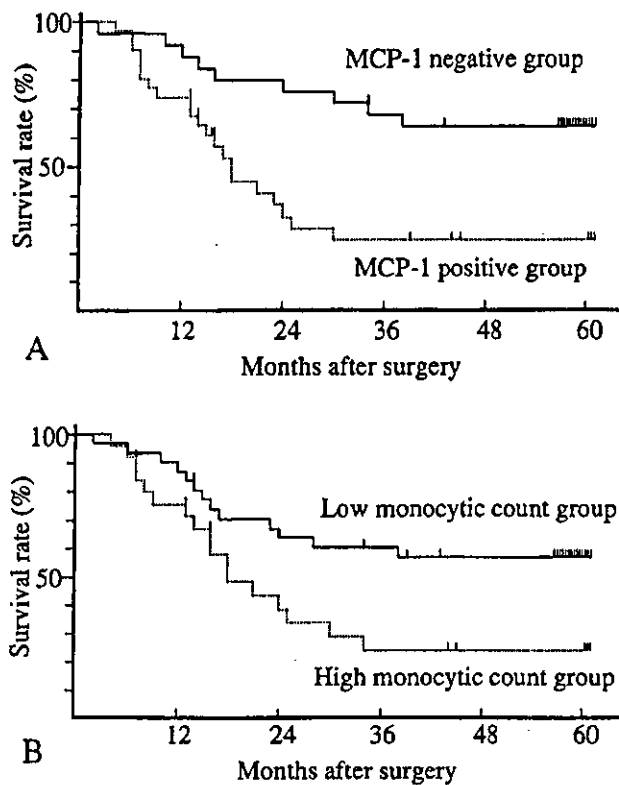 100
MCP-1 negative group
Survival rate (%)
50
MCP-1 positive group
12 24 36 48 60
A
Months after surgery
100
Low monocytic count group
Survival rate (%)
50
High monocytic count group
12 24 36 48 60
B
Months after surgery